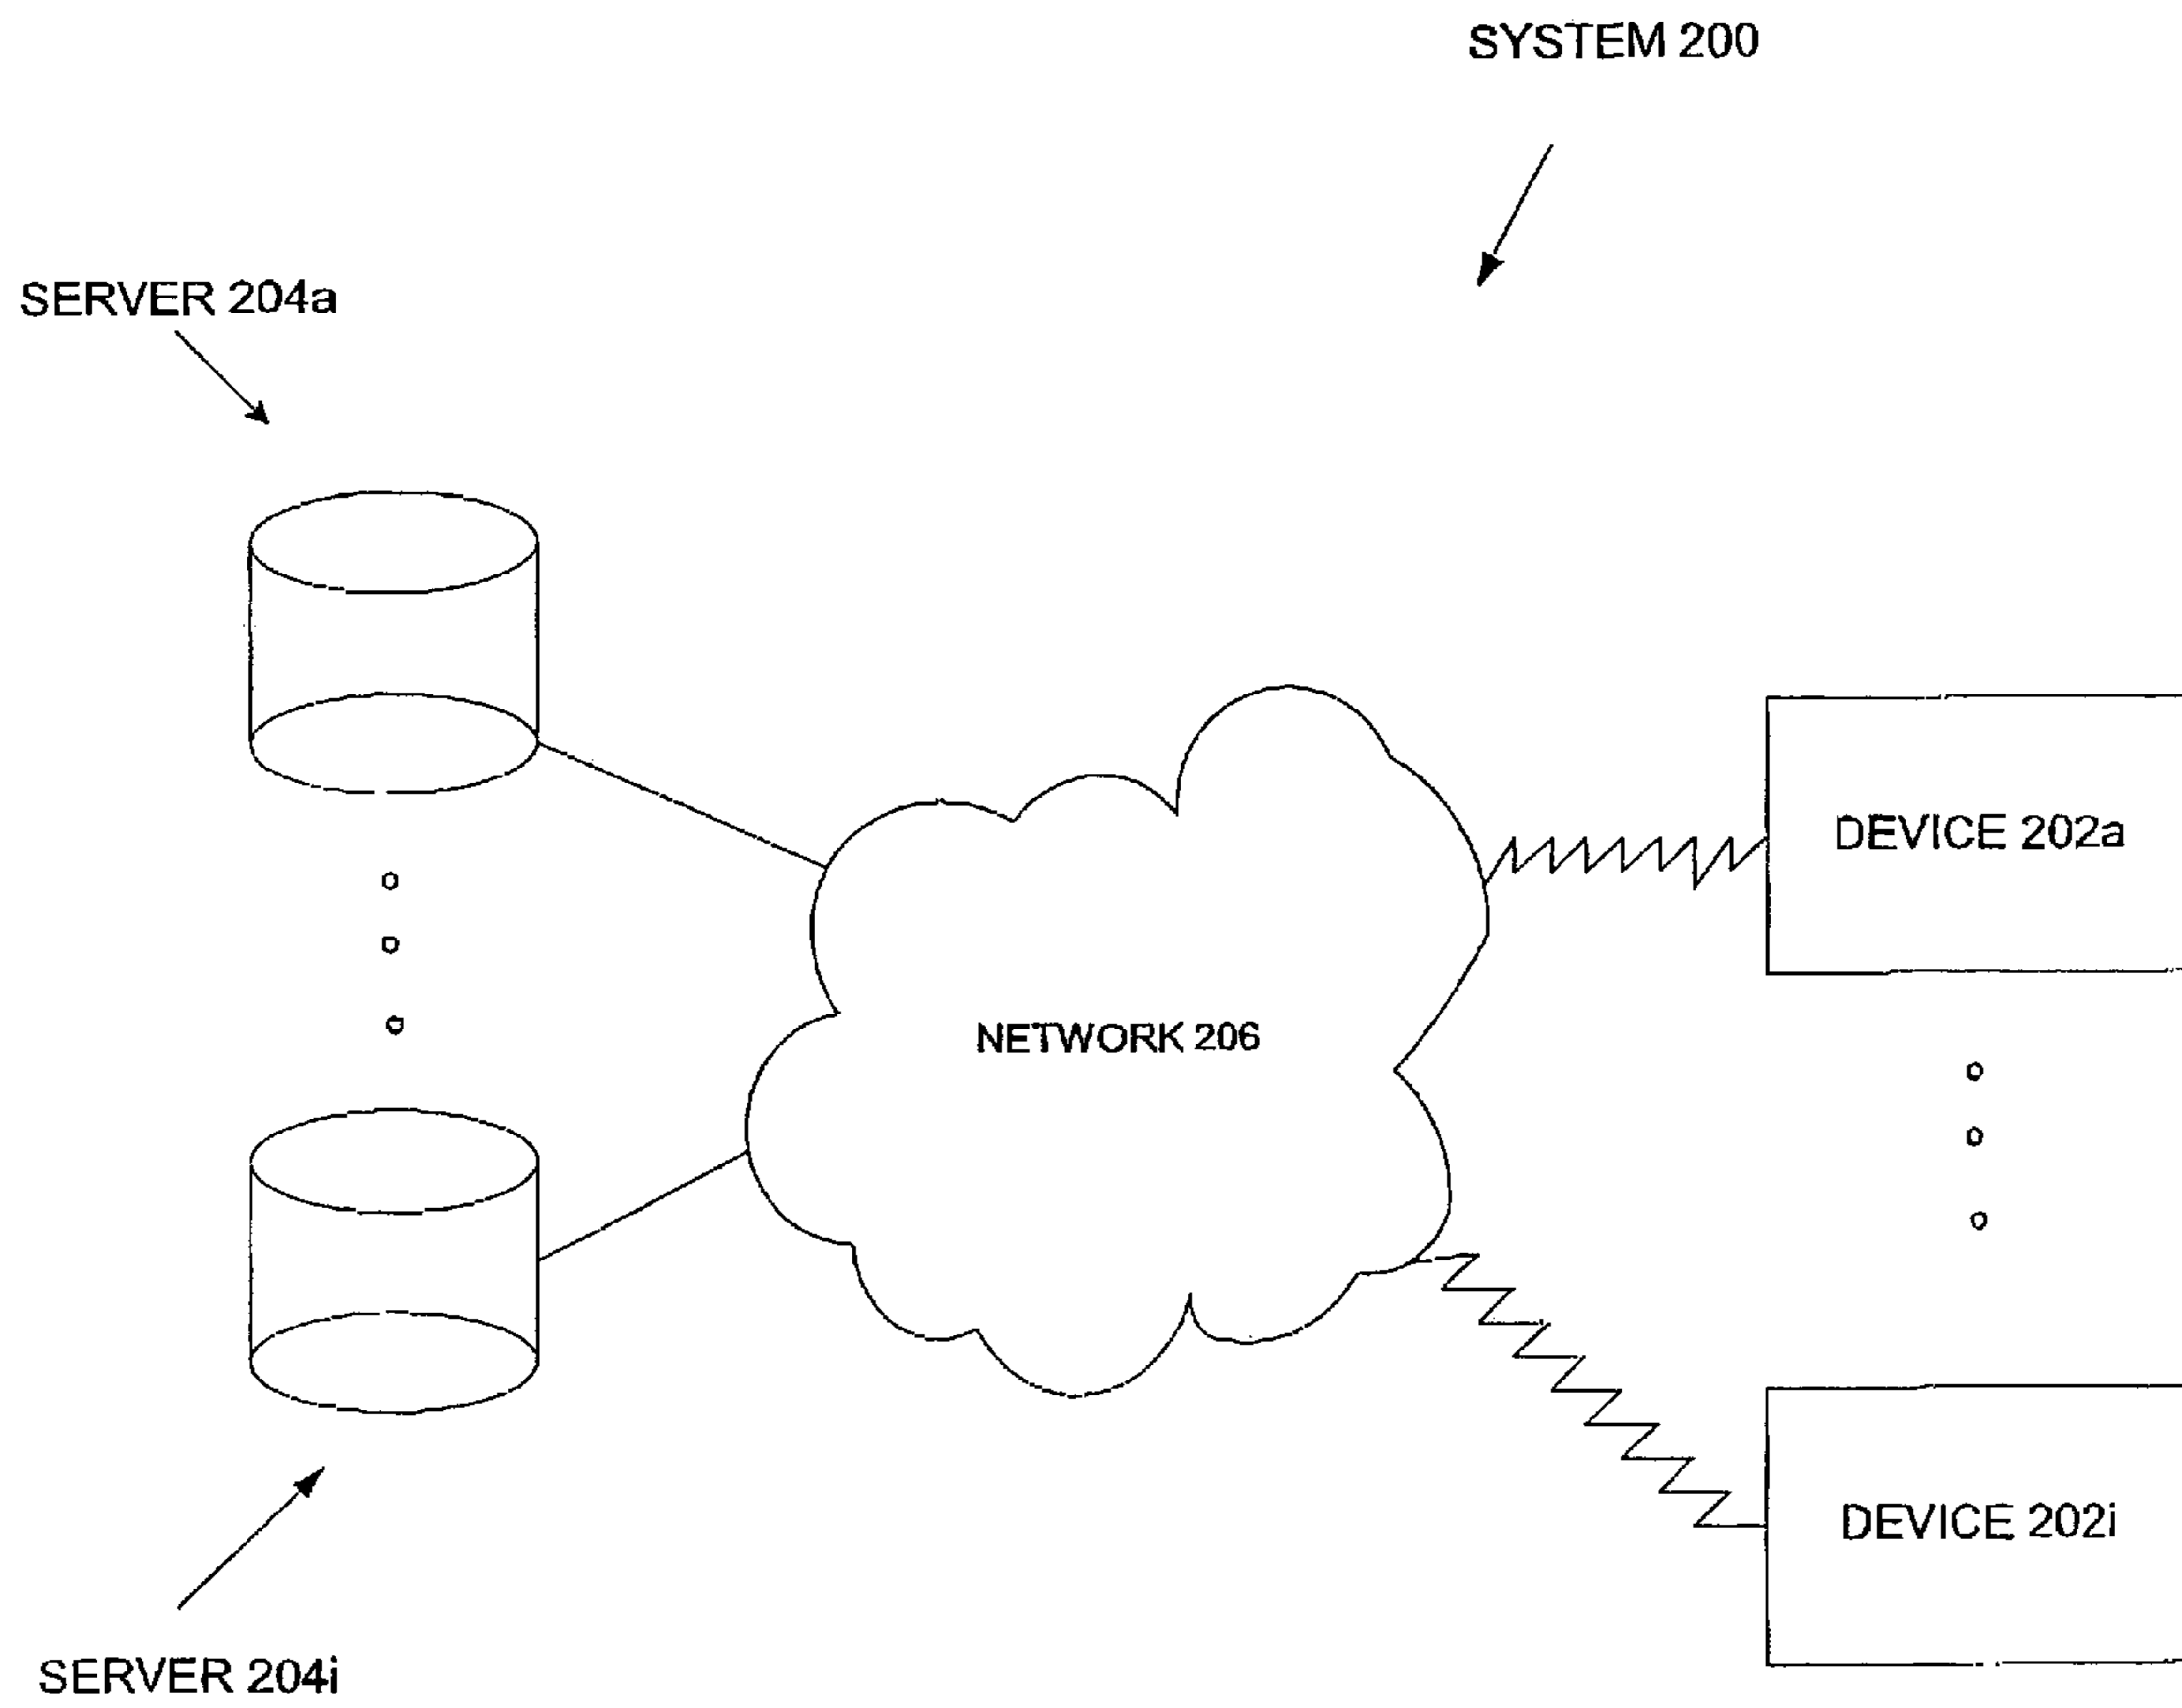 SYSTEM 200
SERVER 204a
DEVICE 202a
NETWORK 206
DEVICE 202i
SERVER 204i